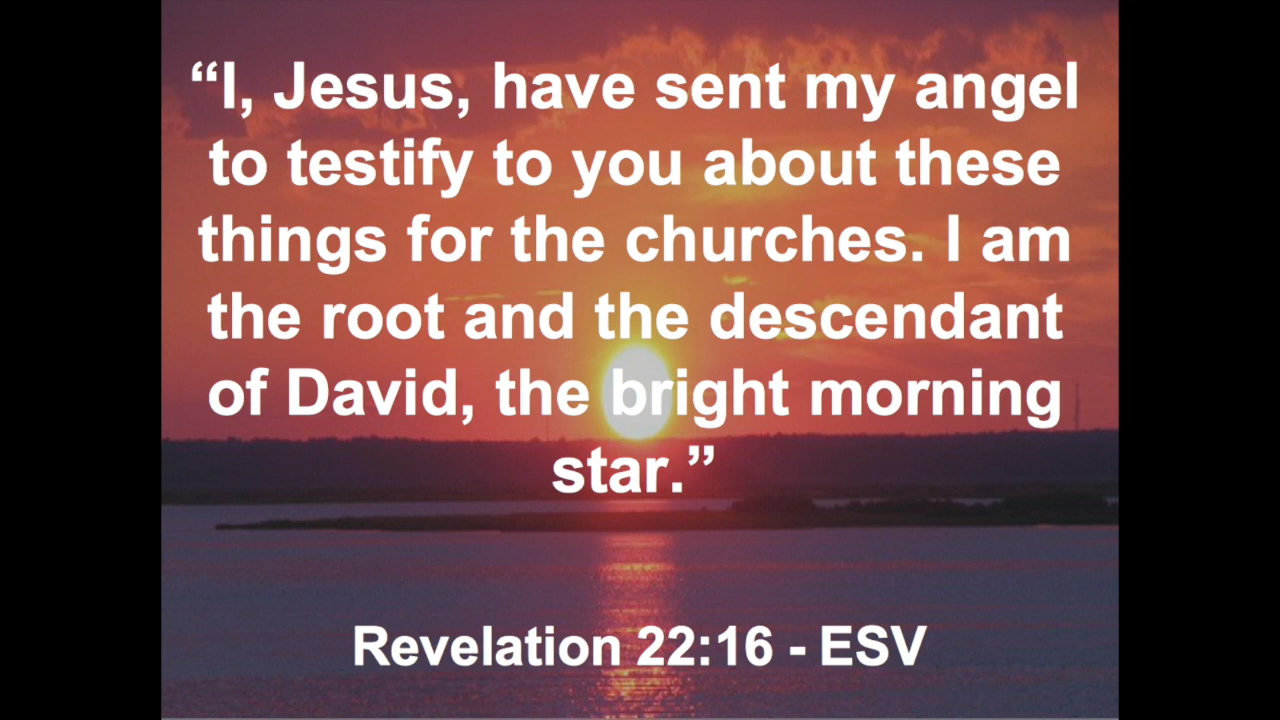 “I, Jesus, have sent my angel
to testify to you about these
things for the churches. I am
the root and the descendant
of David, the bright morning
star.”
Revelation 22:16 - ESV